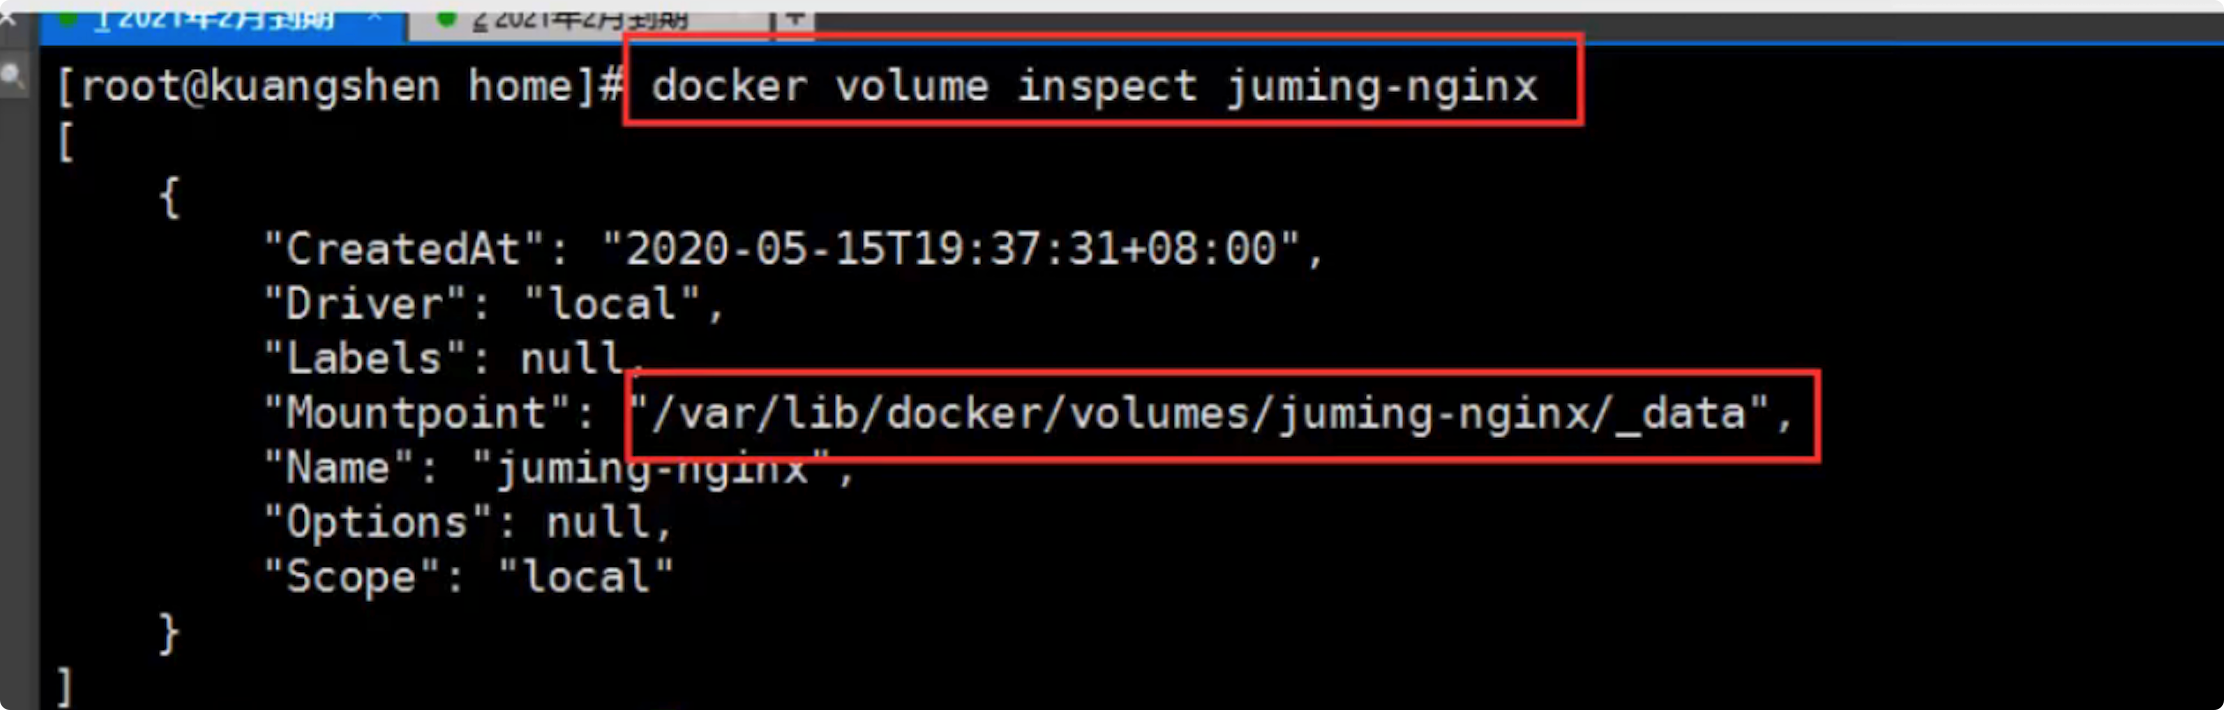 1 2021年2月到期 × 2 2021年2月到期 +
[root@kuangshen home]# docker volume inspect juming-nginx
[
{
"CreatedAt": "2020-05-15T19:37:31+08:00",
"Driver": "local",
"Labels": null,
"Mountpoint": "/var/lib/docker/volumes/juming-nginx/_data",
"Name": "juming-nginx",
"Options": null,
"Scope": "local"
}
]